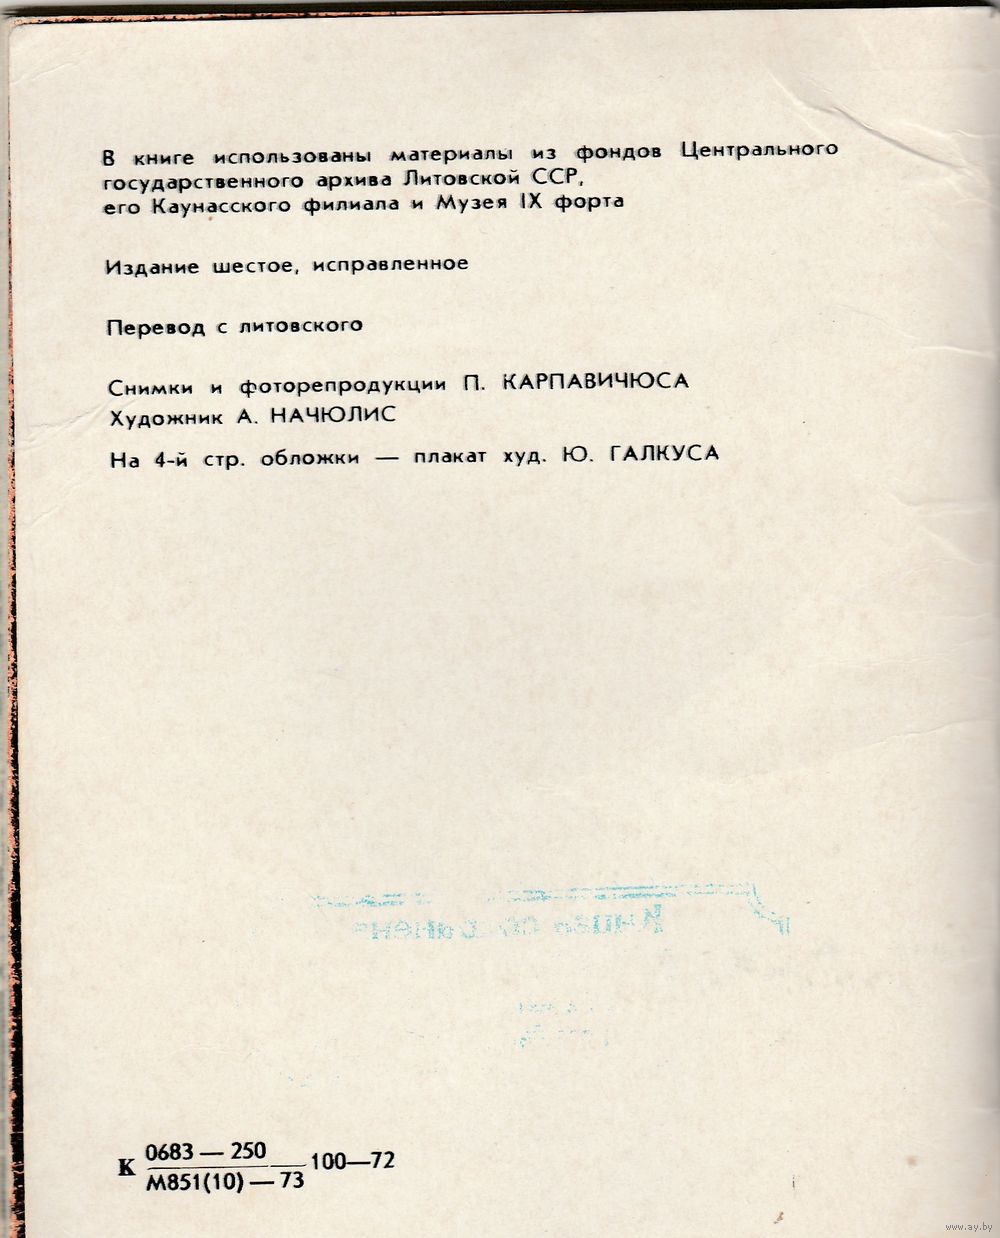 В книге использованы материалы из фондов Центрального
государственного архива Литовской ССР,
его Каунасского филиала и Музея IX форта
Издание шестое, исправленное
Перевод с литовского
Снимки и фоторепродукции П. КАРПАВИЧЮСА
Художник А. НАЧЮЛИС
На 4-й стр. обложки — плакат худ. Ю. ГАЛКУСА
К 0683 — 250
М851(10) — 73 100—72
www.ay.by